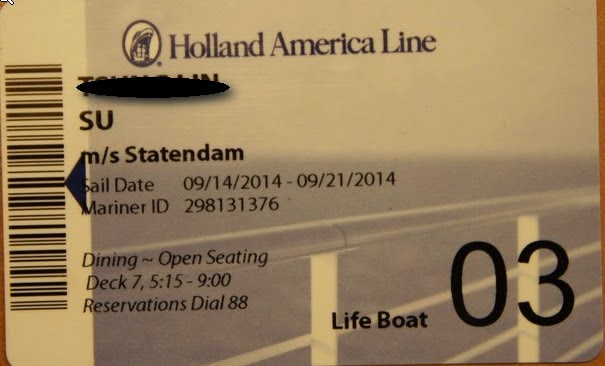 Holland America Line
SU
m/s Statendam
Sail Date 09/14/2014 - 09/21/2014
Mariner ID 298131376
Dining ~ Open Seating
Deck 7, 5:15 - 9:00
Reservations Dial 88
Life Boat 03